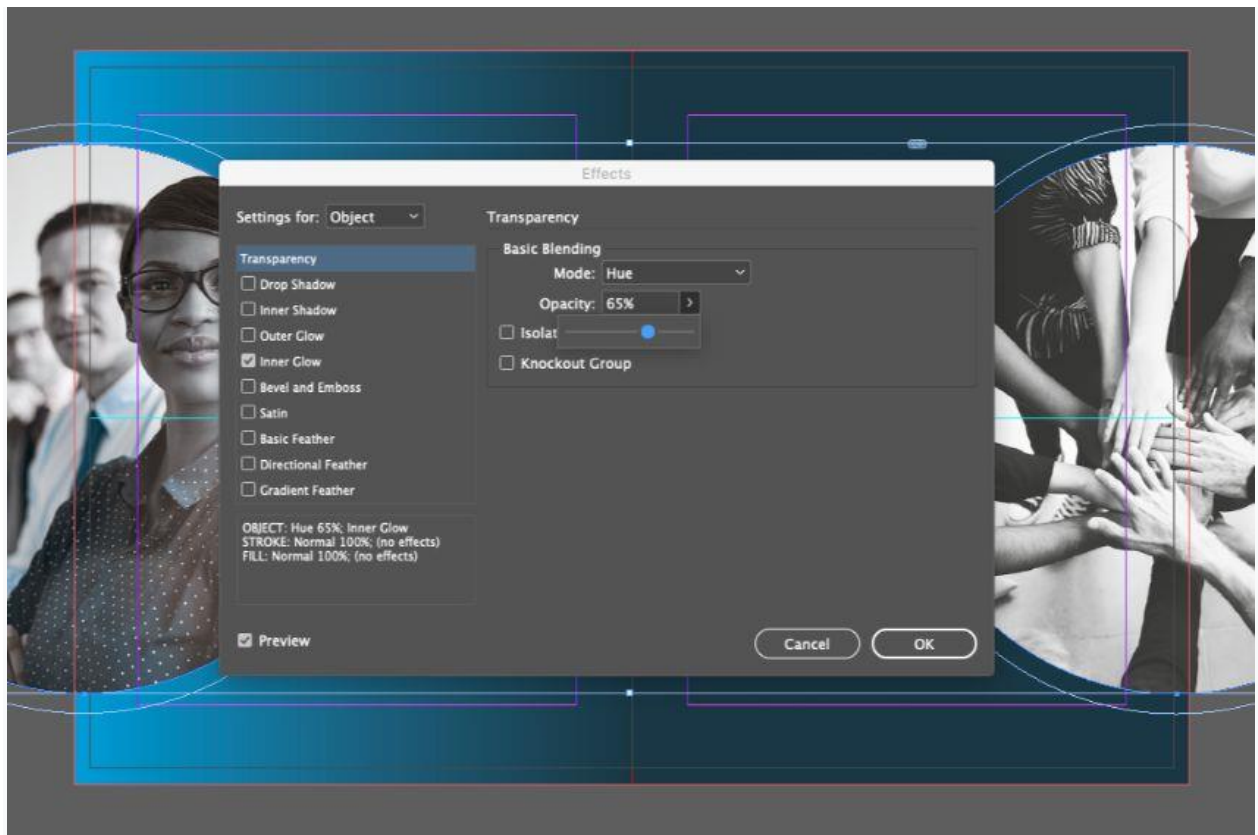 Effects
Settings for: Object
Transparency
Transparency
Drop Shadow
Inner Shadow
Outer Glow
Inner Glow
Bevel and Emboss
Satin
Basic Feather
Directional Feather
Gradient Feather
OBJECT: Hue 65%; Inner Glow
STROKE: Normal 100%; (no effects)
FILL: Normal 100%; (no effects)
Basic Blending
Mode: Hue
Opacity: 65%
Isolat
Knockout Group
Preview
Cancel
OK